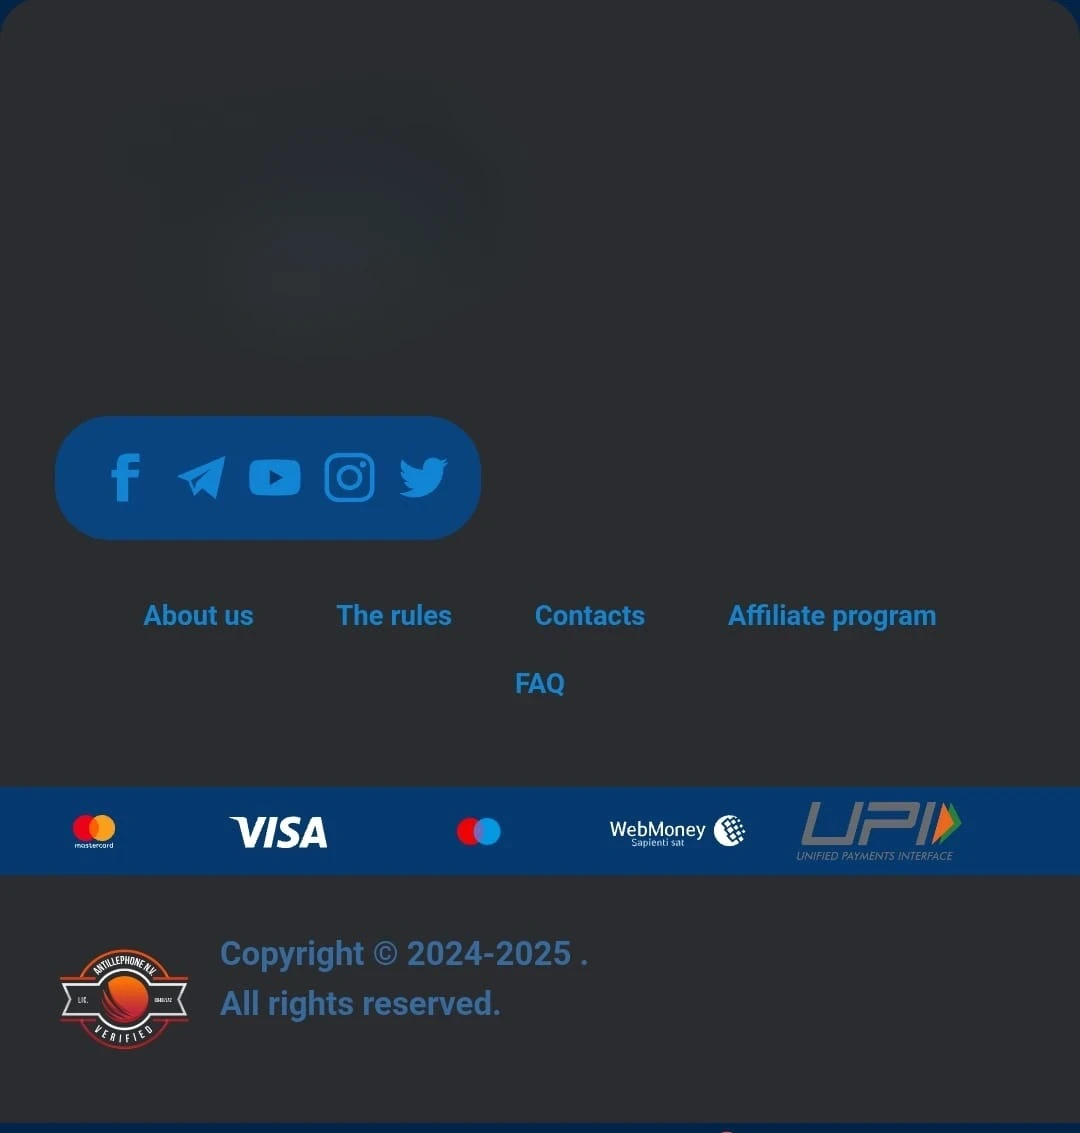 About us The rules Contacts Affiliate program
FAQ
mastercard
VISA
WebMoney
Sapienti sat
UPI
UNIFIED PAYMENTS INTERFACE
ANTILLEPHONE N.V.
LIC.
VERIFIED
Copyright © 2024-2025 .
All rights reserved.